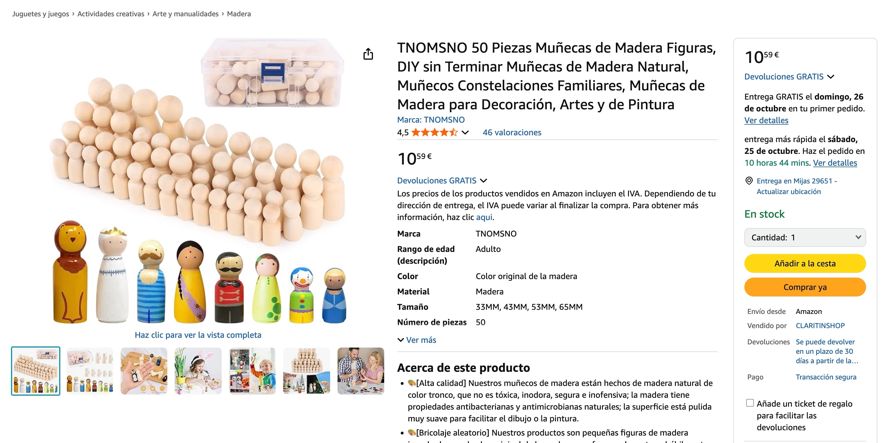 Juguetes y juegos › Actividades creativas › Arte y manualidades › Madera
TNOMSNO 50 Piezas Muñecas de Madera Figuras,
DIY sin Terminar Muñecas de Madera Natural,
Muñecos Constelaciones Familiares, Muñecas de
Madera para Decoración, Artes y de Pintura
Marca: TNOMSNO
4,5 46 valoraciones
1059€
Devoluciones GRATIS
Los precios de los productos vendidos en Amazon incluyen el IVA. Dependiendo de tu
dirección de entrega, el IVA puede variar al finalizar la compra. Para obtener más
información, haz clic aquí.
Marca TNOMSNO
Rango de edad Adulto
(descripción)
Color Color original de la madera
Material Madera
Tamaño 33MM, 43MM, 53MM, 65MM
Número de piezas 50
Ver más
Acerca de este producto
• 🎨[Alta calidad] Nuestros muñecos de madera están hechos de madera natural de
color tronco, que no es tóxica, indora, segura e inofensiva; la madera tiene
propiedades antibacterianas y antimicrobianas naturales; la superficie está pulida
muy suave para facilitar el dibujo o la pintura.
• 🎨[Bricolaje aleatorio] Nuestros productos son pequeñas figuras de madera
Haz clic para ver la vista completa
1059€
Devoluciones GRATIS
Entrega GRATIS el domingo, 26
de octubre en tu primer pedido.
Ver detalles
entrega más rápida el sábado,
25 de octubre. Haz el pedido en
10 horas 44 mins. Ver detalles
Entrega en Mijas 29651 -
Actualizar ubicación
En stock
Cantidad: 1
Añadir a la cesta
Comprar ya
Envío desde Amazon
Vendido por CLARITINSHOP
Devoluciones Se puede devolver
en un plazo de 30
días a partir de la...
Pago Transacción segura
Añade un ticket de regalo
para facilitar las
devoluciones